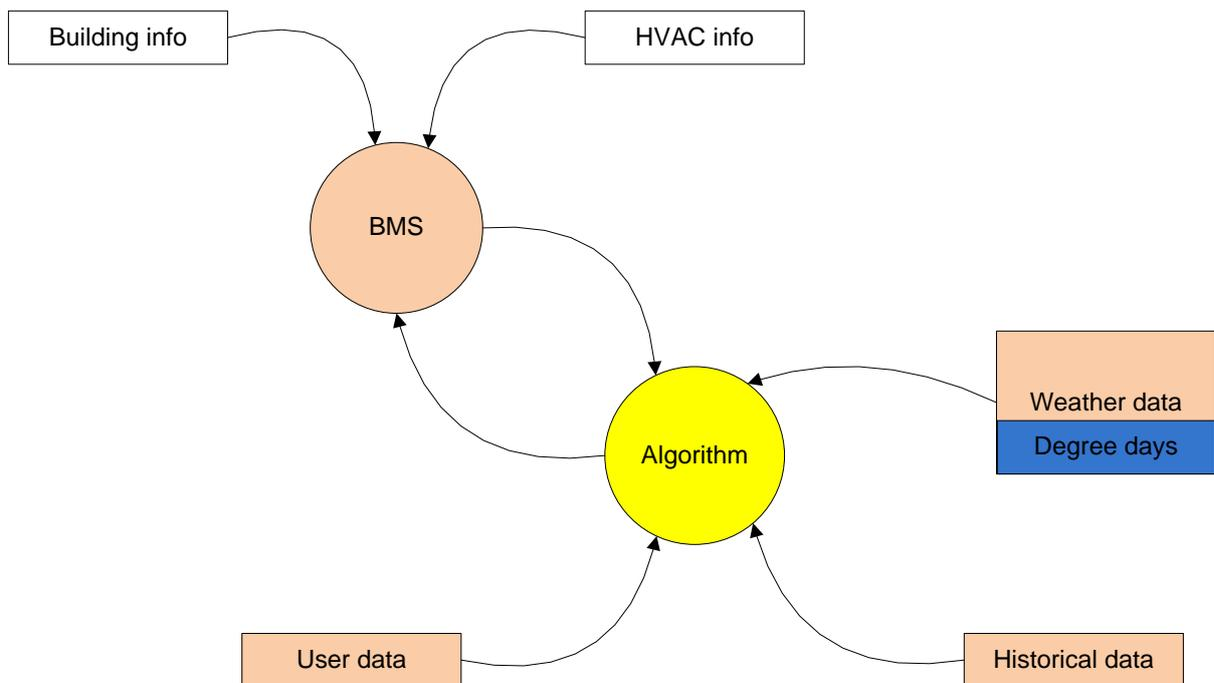 Building info
HVAC info
BMS
Weather data
Degree days
Algorithm
User data
Historical data